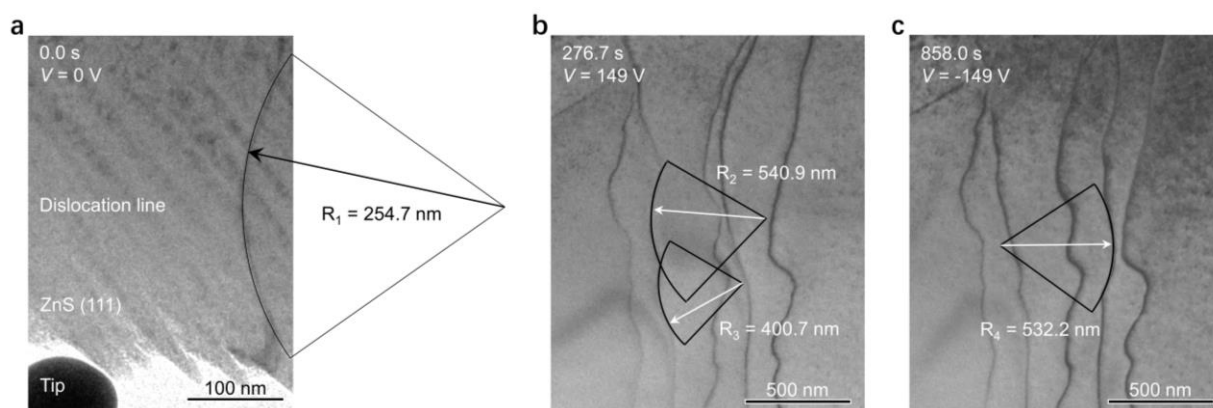 a
0.0 s
V = 0 V
R₁ = 254.7 nm
Dislocation line
ZnS (111)
Tip
100 nm
b
276.7 s
V = 149 V
R₂ = 540.9 nm
R₃ = 400.7 nm
500 nm
c
858.0 s
V = -149 V
R₄ = 532.2 nm
500 nm